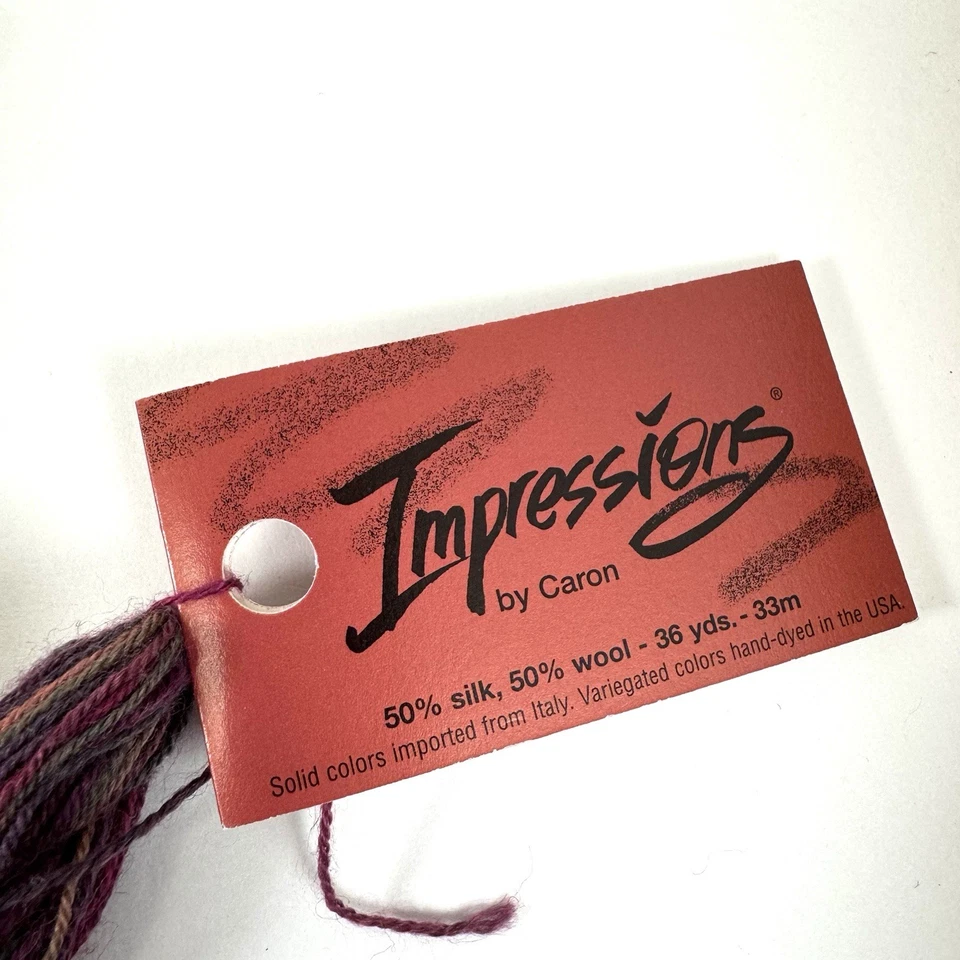 Impressions®
by Caron
50% silk, 50% wool - 36 yds. - 33m
Solid colors imported from Italy. Variegated colors hand-dyed in the USA.